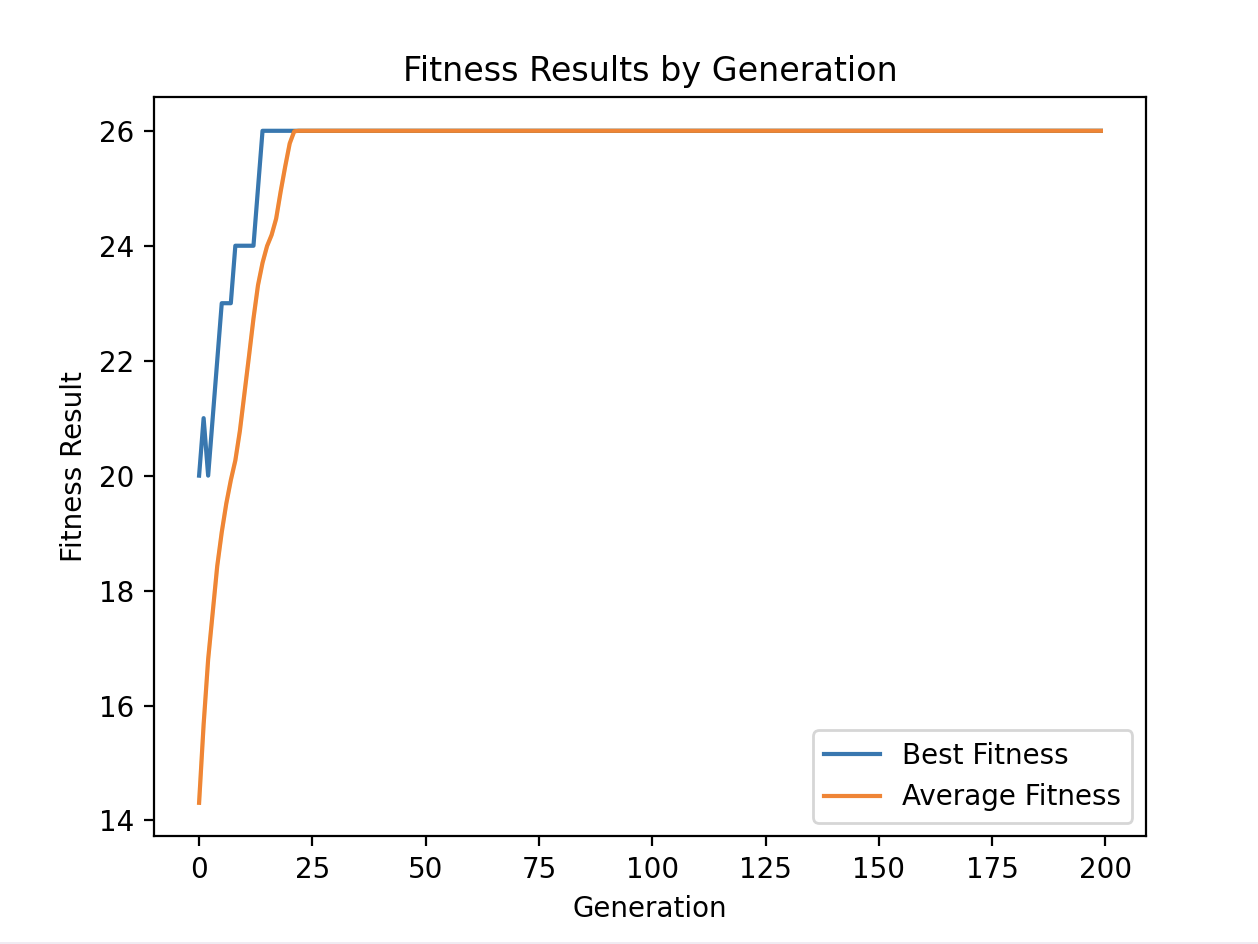 Fitness Results by Generation
26
24
22
20
18
16
14
Fitness Result
0 25 50 75 100 125 150 175 200
Generation
Best Fitness
Average Fitness